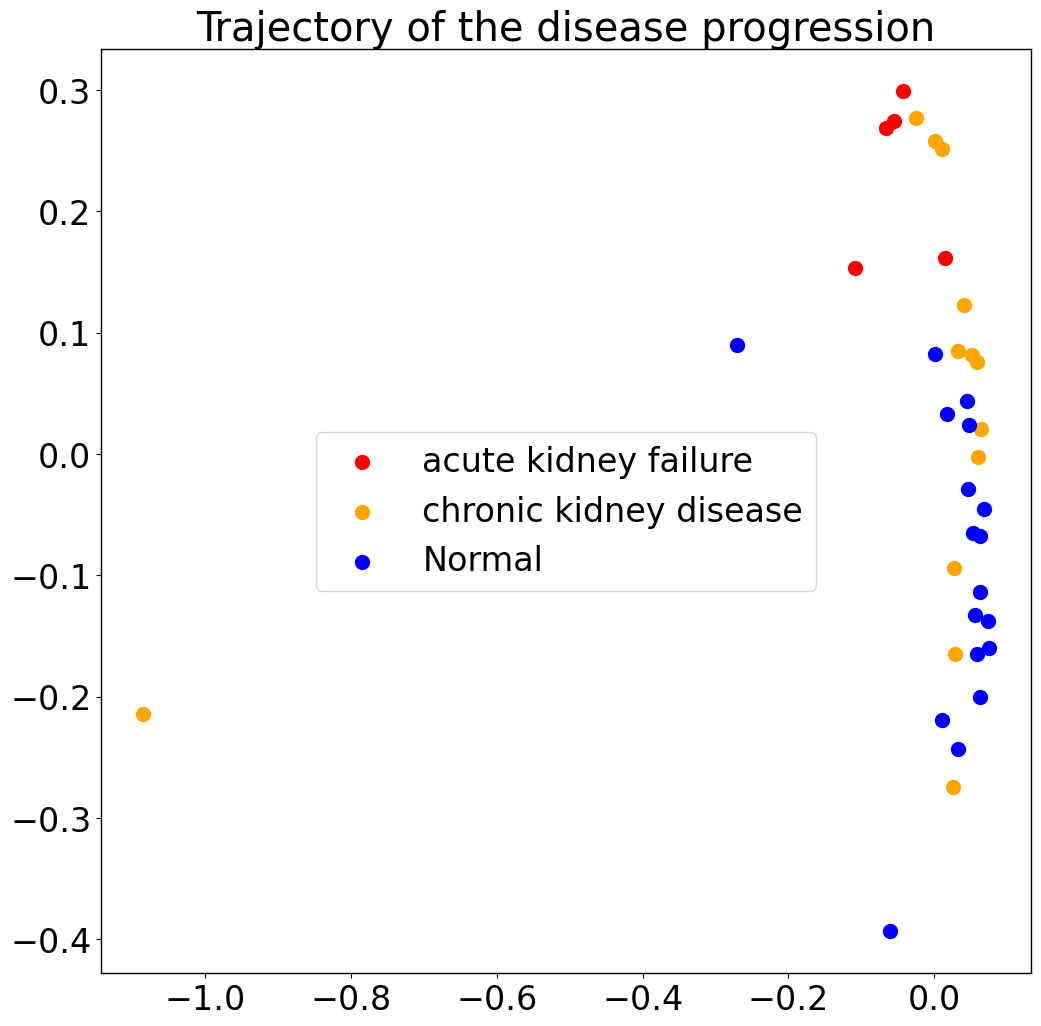 Trajectory of the disease progression
0.3
0.2
0.1
0.0
−0.1
−0.2
−0.3
−0.4
acute kidney failure
chronic kidney disease
Normal
−1.0 −0.8 −0.6 −0.4 −0.2 0.0